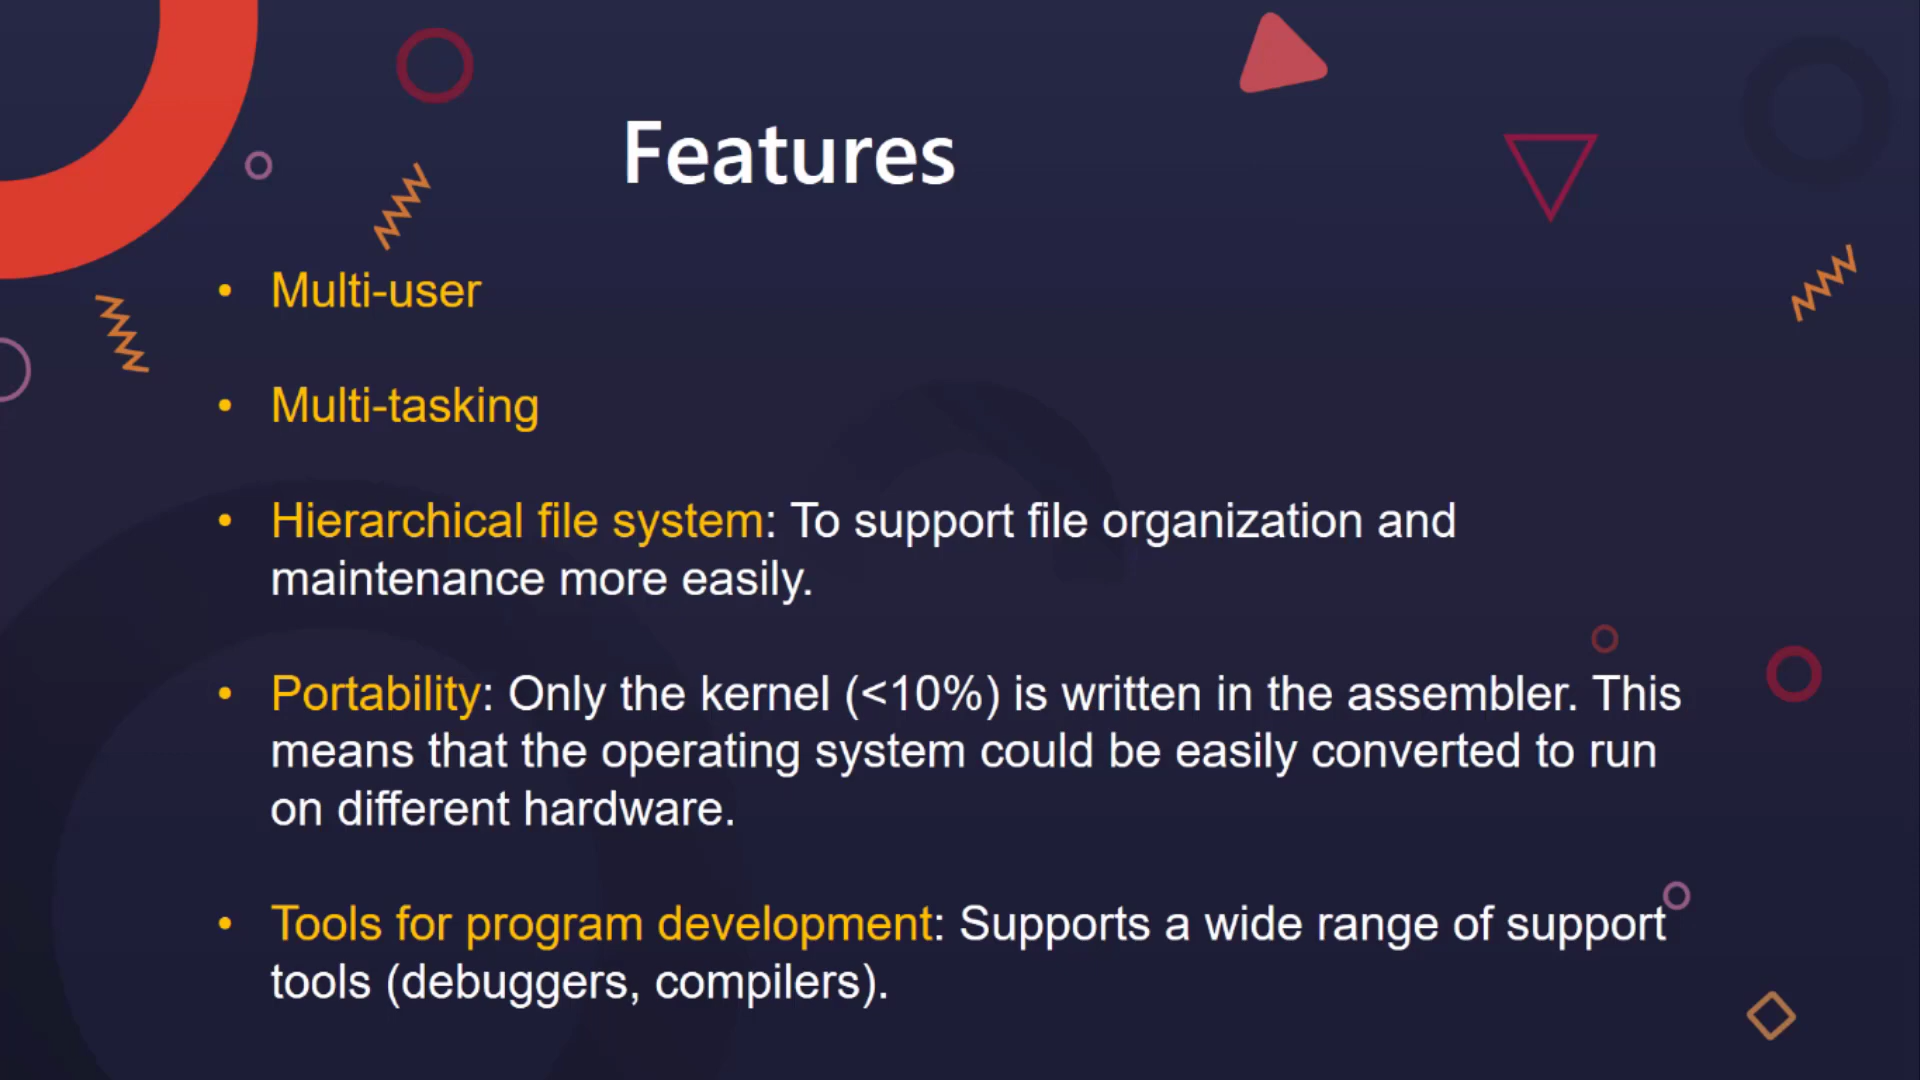 Features
• Multi-user
• Multi-tasking
• Hierarchical file system: To support file organization and
maintenance more easily.
• Portability: Only the kernel (<10%) is written in the assembler. This
means that the operating system could be easily converted to run
on different hardware.
• Tools for program development: Supports a wide range of support
tools (debuggers, compilers).